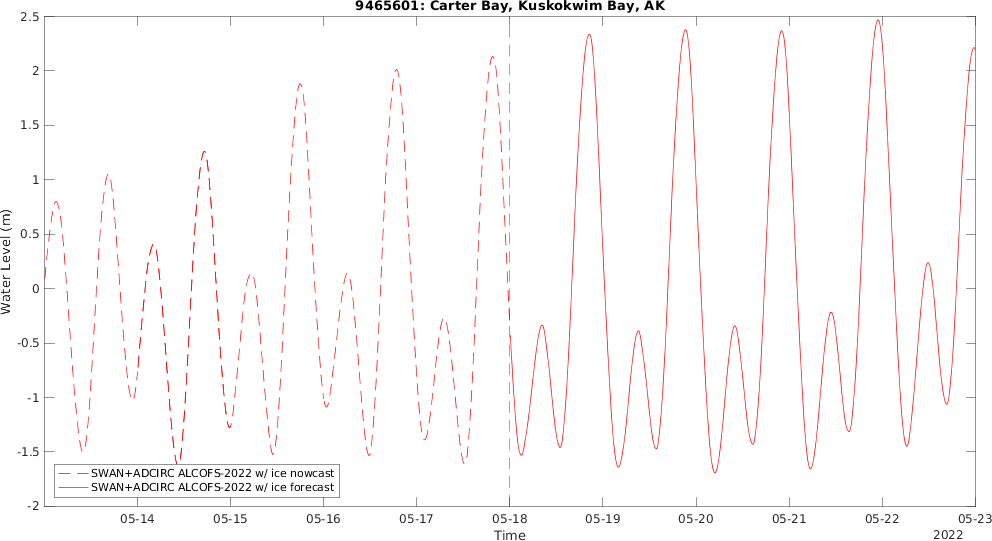 9465601: Carter Bay, Kuskokwim Bay, AK
2.5
2
1.5
1
0.5
0
-0.5
-1
-1.5
-2
Water Level (m)
SWAN+ADCIRC ALCOFS-2022 w/ ice nowcast
SWAN+ADCIRC ALCOFS-2022 w/ ice forecast
05-14 05-15 05-16 05-17 05-18 05-19 05-20 05-21 05-22 05-23
Time
2022